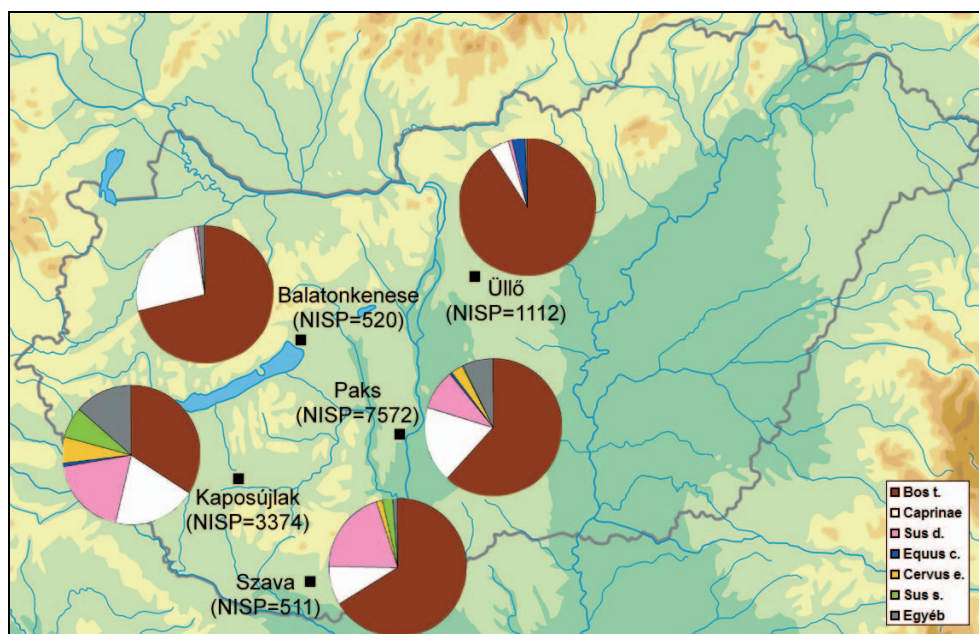 Üllő
(NISP=1112)
Balatonkenese
(NISP=520)
Paks
(NISP=7572)
Kaposújlak
(NISP=3374)
Szava
(NISP=511)
Bos t.
Caprinae
Sus d.
Equus c.
Cervus e.
Sus s.
Egyéb